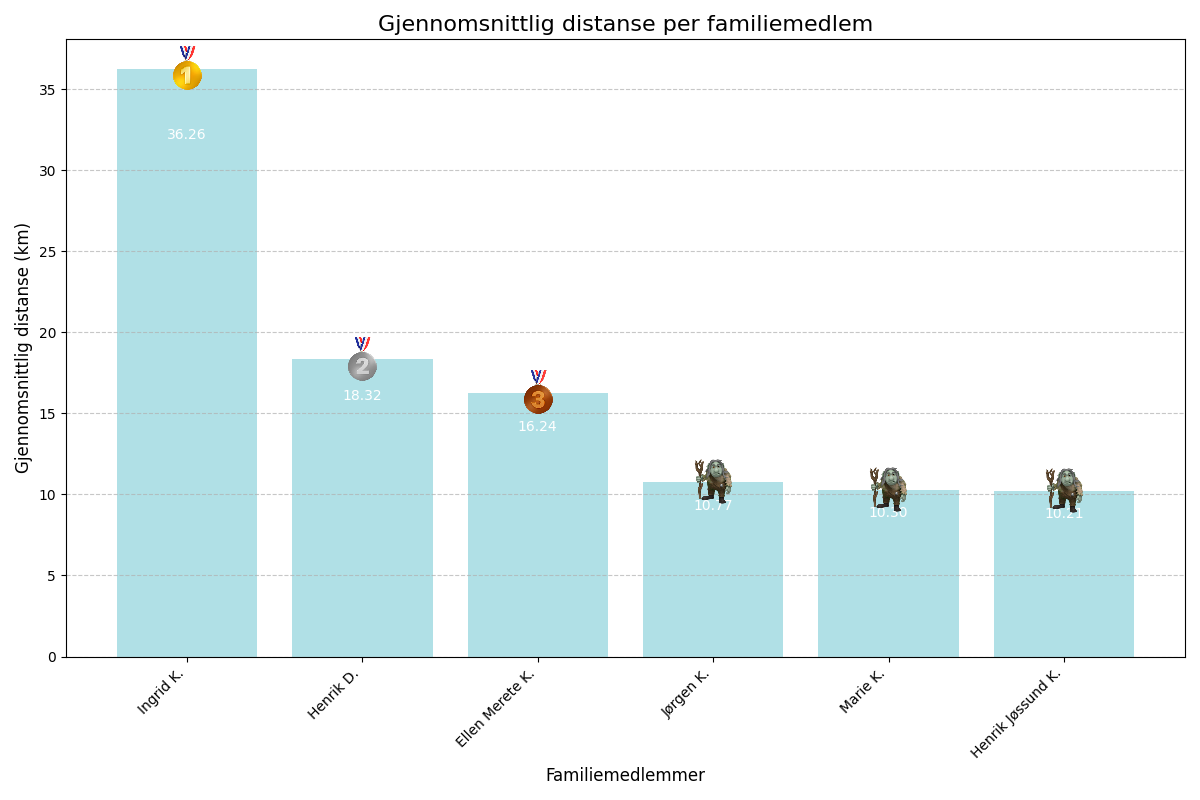 Gjennomsnittlig distanse per familiemedlem
Gjennomsnittlig distanse (km)
35
30
25
20
15
10
5
0
1
36.26
2
18.32
3
16.24
10.77
10.30
10.21
Ingrid K.
Henrik D.
Ellen Merete K.
Jørgen K.
Marie K.
Henrik Jøssund K.
Familiemedlemmer